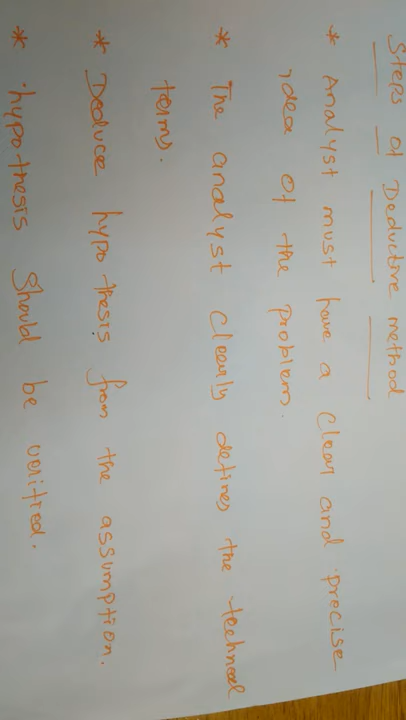 Steps of Deductive method
* Analyst must have a clear and precise
idea of the problem.
* The analyst clearly defines the technical
terms.
* Deduce hypothesis from the assumption.
* hypothesis should be verified.